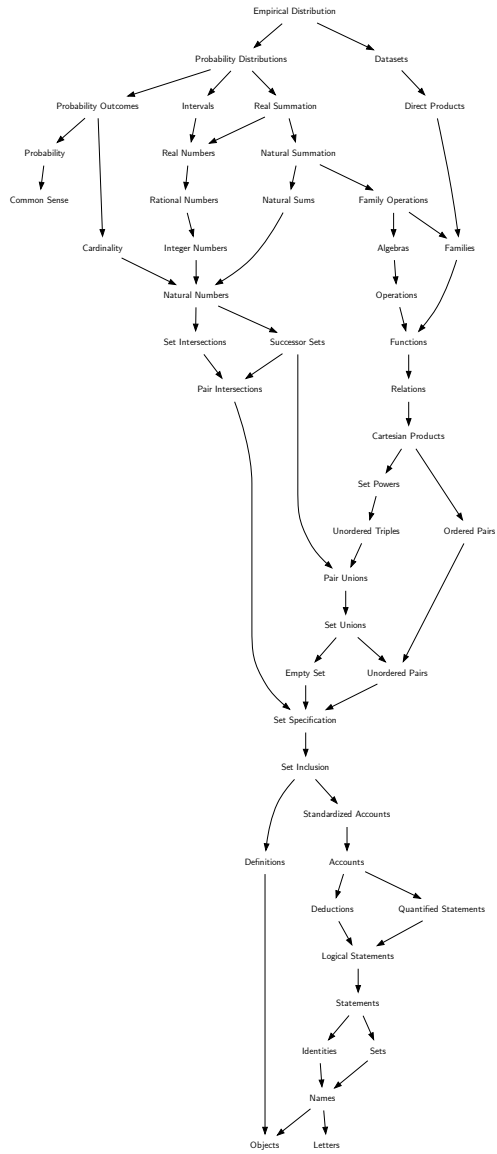 Empirical Distribution
Probability Distributions
Datasets
Probability Outcomes
Intervals
Real Summation
Direct Products
Probability
Real Numbers
Natural Summation
Common Sense
Rational Numbers
Natural Sums
Family Operations
Cardinality
Integer Numbers
Algebras
Families
Natural Numbers
Operations
Set Intersections
Successor Sets
Functions
Pair Intersections
Relations
Cartesian Products
Set Powers
Unordered Triples
Ordered Pairs
Pair Unions
Set Unions
Empty Set
Unordered Pairs
Set Specification
Set Inclusion
Standardized Accounts
Definitions
Accounts
Deductions
Quantified Statements
Logical Statements
Statements
Identities
Sets
Names
Objects
Letters